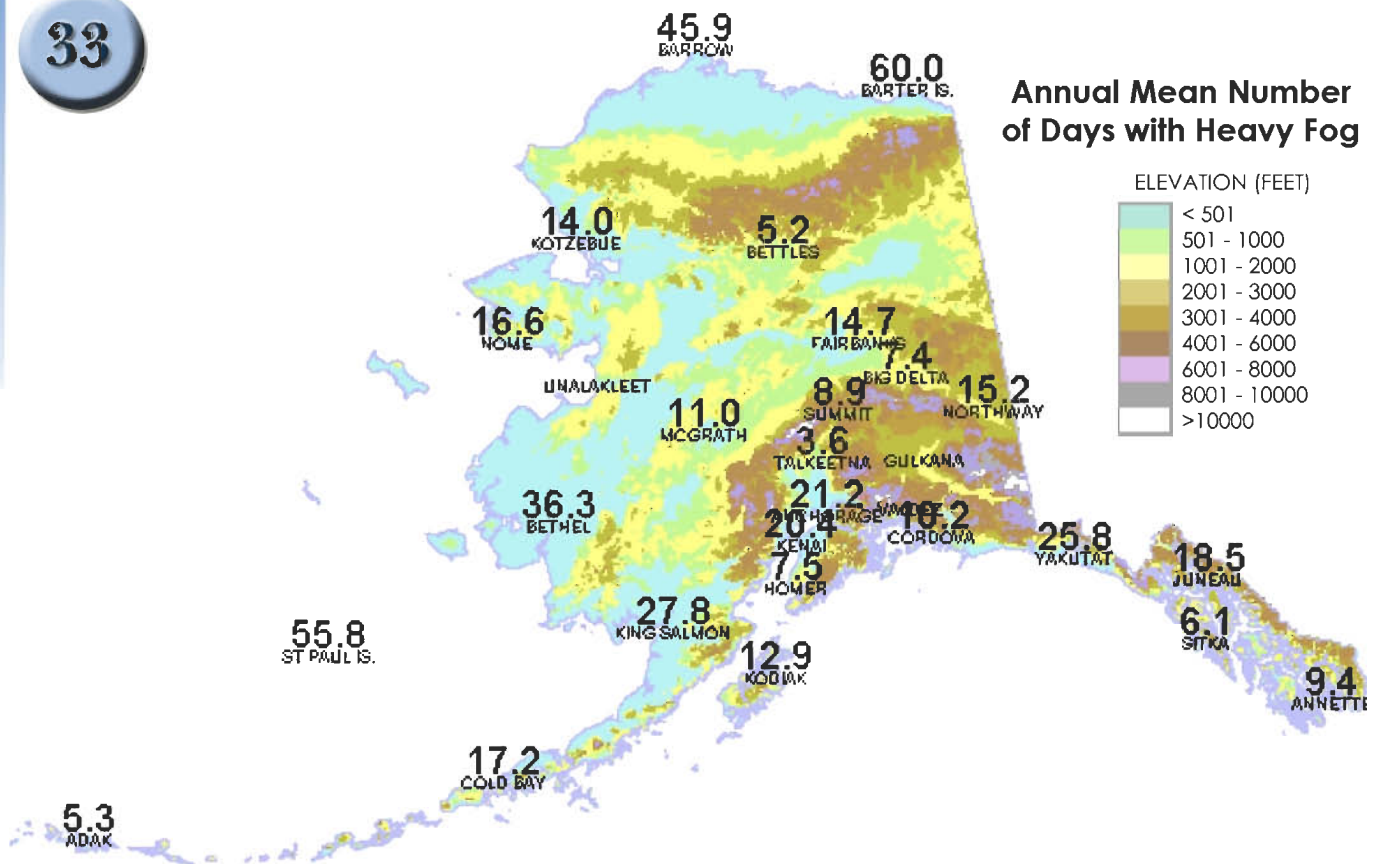 33
45.9
BARROW
60.0
BARTER IS.
Annual Mean Number
of Days with Heavy Fog
ELEVATION (FEET)
< 501
501 - 1000
1001 - 2000
2001 - 3000
3001 - 4000
4001 - 6000
6001 - 8000
8001 - 10000
>10000
14.0
KOTZEBUE
5.2
BETTLES
16.6
NOME
14.7
FAIRBANKS
7.4
BIG DELTA
UNALAKLEET
8.9
SUMMIT
15.2
NORTHWAY
11.0
MCGRATH
3.6
TALKEETNA
GULKANA
36.3
BETHEL
21.2
ANCHORAGE
VALDEZ
10.2
CORDOVA
20.4
KENAI
25.8
YAKUTAT
18.5
JUNEAU
7.5
HOMER
27.8
KING SALMON
6.1
SITKA
55.8
ST PAUL IS.
12.9
KODIAK
9.4
ANNETTE
17.2
COLD BAY
5.3
ADAK